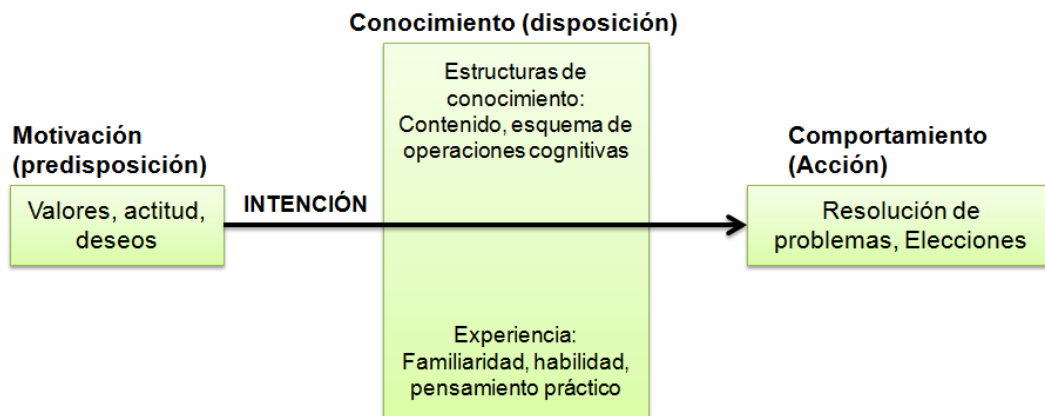 Conocimiento (disposición)
Estructuras de
conocimiento:
Contenido, esquema de
operaciones cognitivas
Motivación
(predisposición)
Valores, actitud,
deseos
INTENCIÓN
Experiencia:
Familiaridad, habilidad,
pensamiento práctico
Comportamiento
(Acción)
Resolución de
problemas, Elecciones